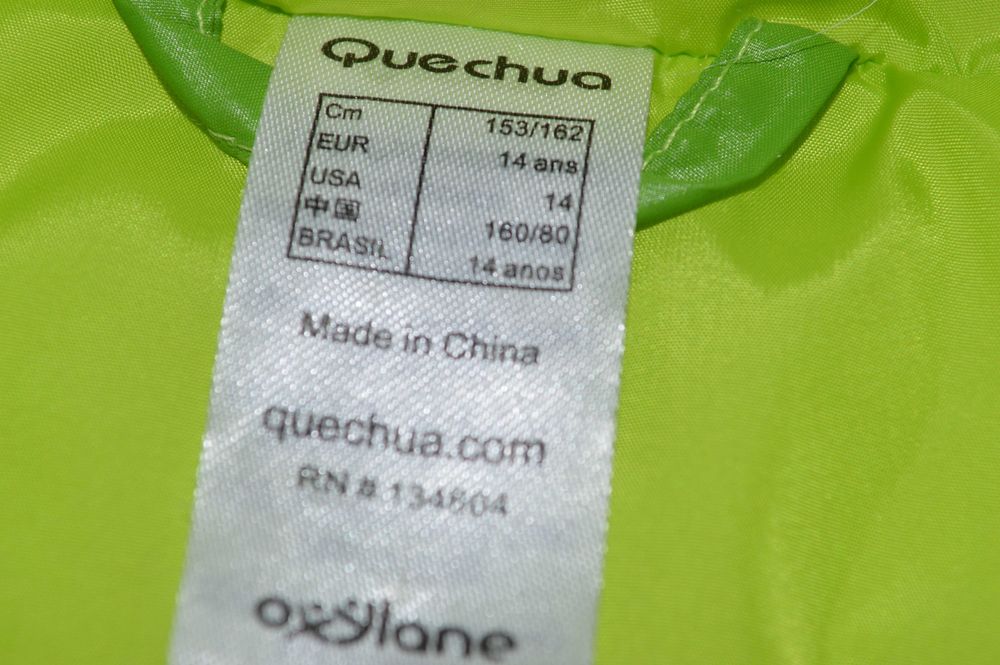 Quechua
Cm 153/162
EUR 14 ans
USA 14
中国 160/80
BRASIL 14 anos
Made in China
quechua.com
RN #.134604
oxylane